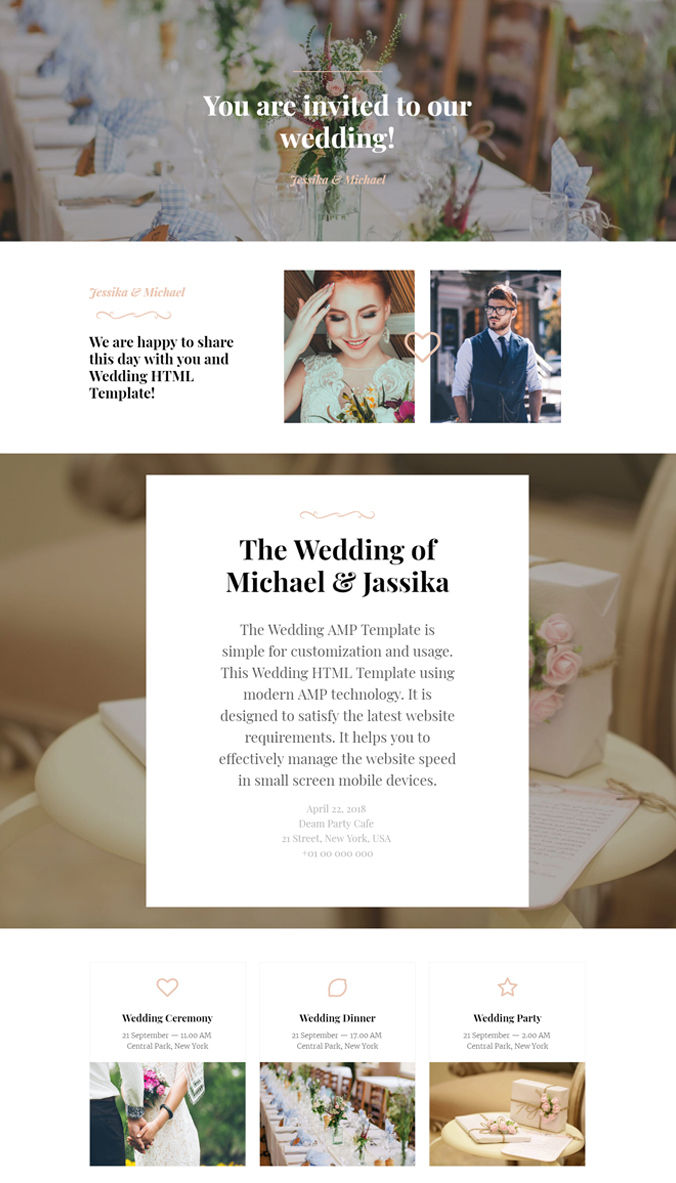 You are invited to our
wedding!
Jessika & Michael
Jessika & Michael
We are happy to share
this day with you and
Wedding HTML
Template!
The Wedding of
Michael & Jassika
The Wedding AMP Template is
simple for customization and usage.
This Wedding HTML Template using
modern AMP technology. It is
designed to satisfy the latest website
requirements. It helps you to
effectively manage the website speed
in small screen mobile devices.
April 22, 2018
Deam Party Cafe
21 Street, New York, USA
+01 00 000 000
Wedding Ceremony
21 September — 11.00 AM
Central Park, New York
Wedding Dinner
21 September — 17.00 AM
Central Park, New York
Wedding Party
21 September — 2.00 AM
Central Park, New York